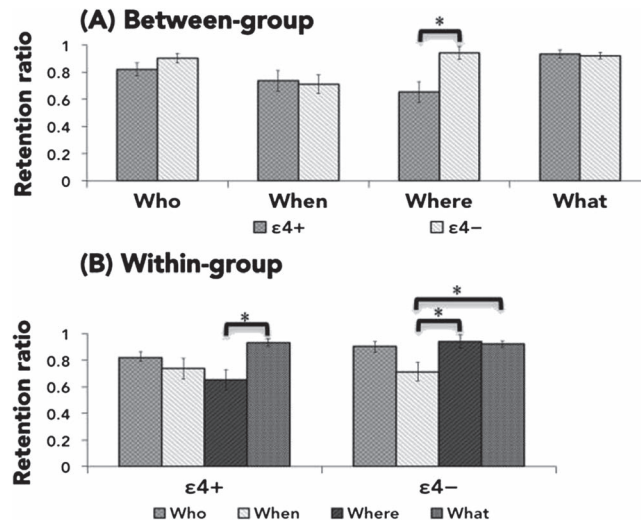 (A) Between-group
*
Retention ratio
1
0.8
0.6
0.4
0.2
0
Who When Where What
ε4+ ε4−
(B) Within-group
*
*
*
Retention ratio
1
0.8
0.6
0.4
0.2
0
ε4+ ε4−
Who When Where What